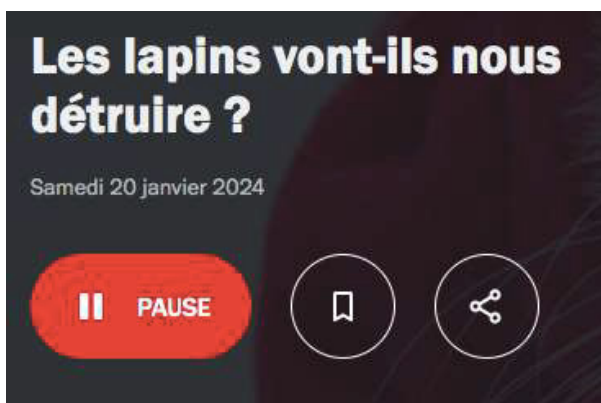 Les lapins vont-ils nous
détruire ?
Samedi 20 janvier 2024
PAUSE